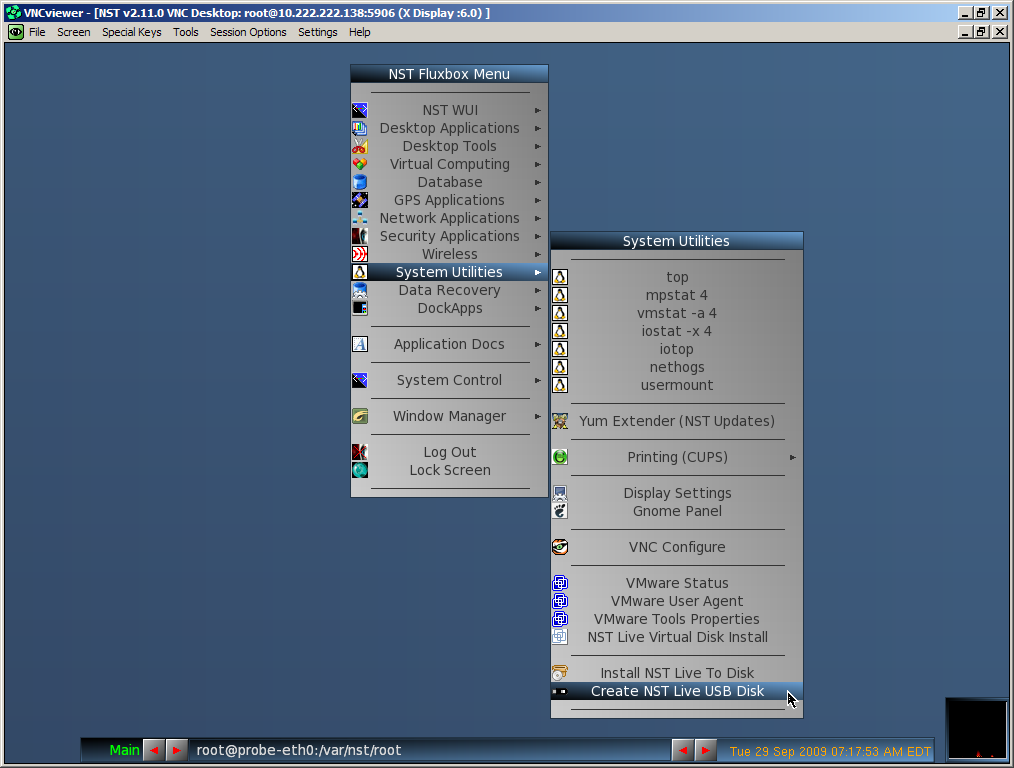 VNCviewer - [NST v2.11.0 VNC Desktop: root@10.222.222.138:5906 (X Display :6.0) ]
File Screen Special Keys Tools Session Options Settings Help
NST Fluxbox Menu
NST WUI
Desktop Applications
Desktop Tools
Virtual Computing
Database
GPS Applications
Network Applications
Security Applications
Wireless
System Utilities
Data Recovery
DockApps
Application Docs
System Control
Window Manager
Log Out
Lock Screen
System Utilities
top
mpstat 4
vmstat -a 4
iostat -x 4
iotop
nethogs
usermount
Yum Extender (NST Updates)
Printing (CUPS)
Display Settings
Gnome Panel
VNC Configure
VMware Status
VMware User Agent
VMware Tools Properties
NST Live Virtual Disk Install
Install NST Live To Disk
Create NST Live USB Disk
Main root@probe-eth0:/var/nst/root Tue 29 Sep 2009 07:17:53 AM EDT